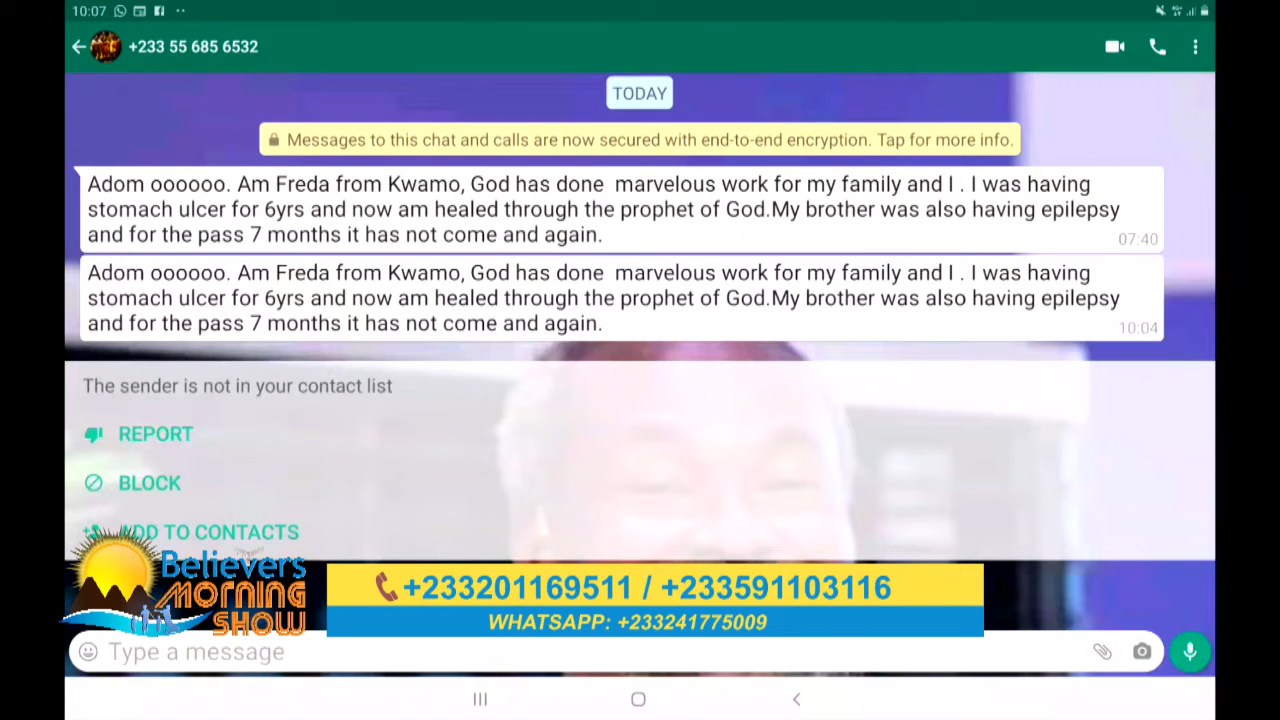 10:07
+233 55 685 6532
TODAY
Messages to this chat and calls are now secured with end-to-end encryption. Tap for more info.
Adom oooooo. Am Freda from Kwamo, God has done  marvelous work for my family and I . I was having
stomach ulcer for 6yrs and now am healed through the prophet of God.My brother was also having epilepsy
and for the pass 7 months it has not come and again.
07:40
Adom oooooo. Am Freda from Kwamo, God has done  marvelous work for my family and I . I was having
stomach ulcer for 6yrs and now am healed through the prophet of God.My brother was also having epilepsy
and for the pass 7 months it has not come and again.
10:04
The sender is not in your contact list
REPORT
BLOCK
ADD TO CONTACTS
Believers
MORNING
SHOW
+233201169511 / +233591103116
WHATSAPP: +233241775009
Type a message